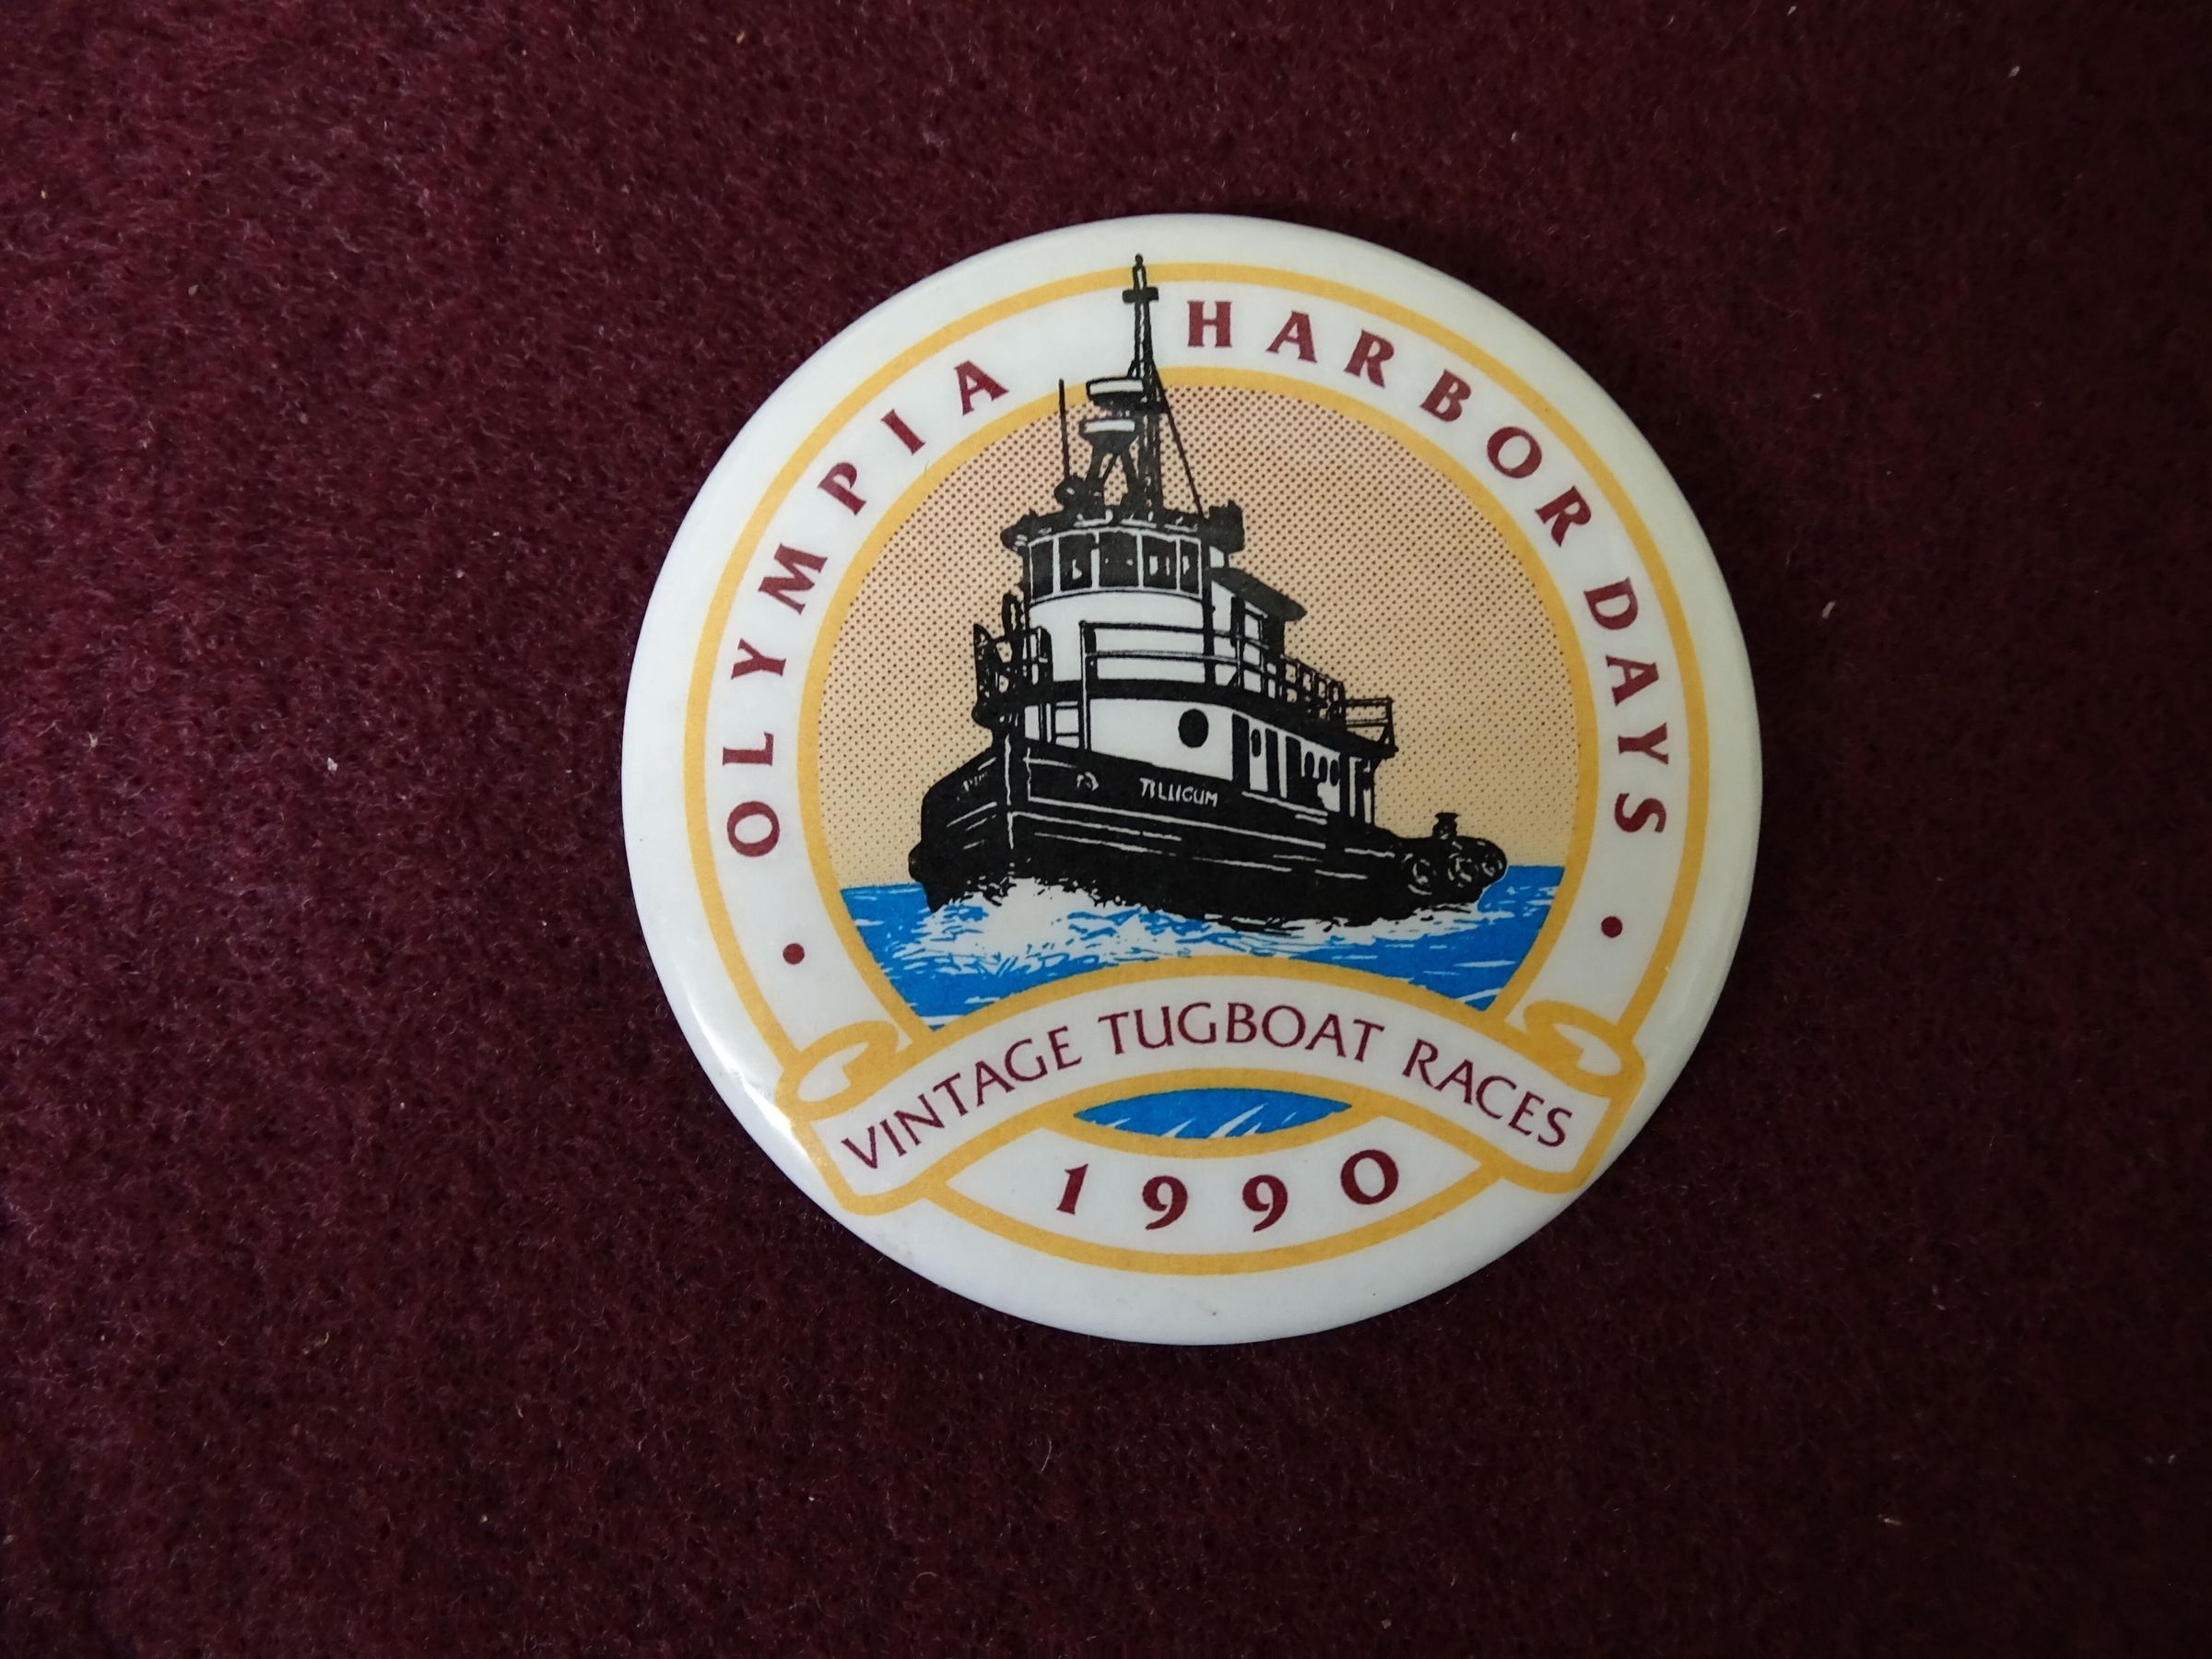 OLYMPIA HARBOR DAYS
TILLICUM
VINTAGE TUGBOAT RACES
1990